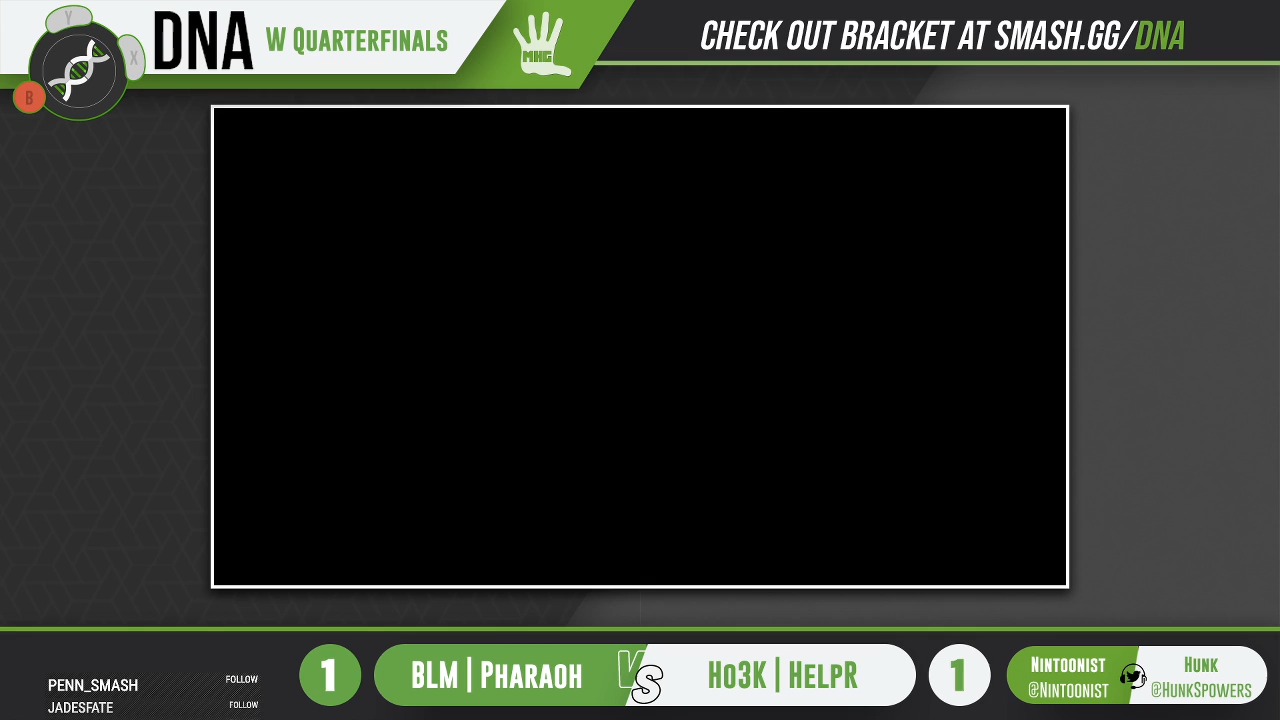 Y
X
B
DNA W Quarterfinals
MHG
CHECK OUT BRACKET AT SMASH.GG/DNA
PENN_SMASH FOLLOW
JADESFATE FOLLOW
1
BLM | Pharaoh
VS
Ho3K | HelpR
1
Nintoonist
@Nintoonist
Hunk
@HunkSpowers